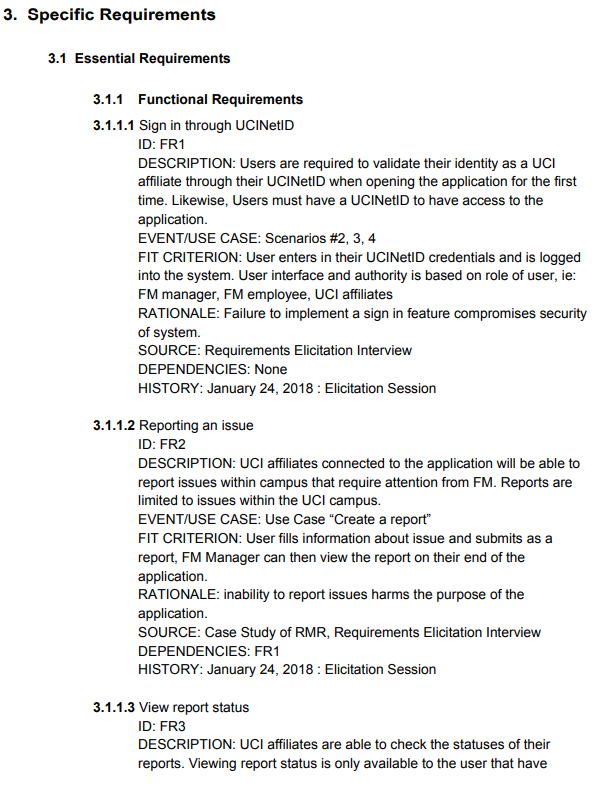 3. Specific Requirements
3.1 Essential Requirements
3.1.1 Functional Requirements
3.1.1.1 Sign in through UCINetID
ID: FR1
DESCRIPTION: Users are required to validate their identity as a UCI
affiliate through their UCINetID when opening the application for the first
time. Likewise, Users must have a UCINetID to have access to the
application.
EVENT/USE CASE: Scenarios #2, 3, 4
FIT CRITERION: User enters in their UCINetID credentials and is logged
into the system. User interface and authority is based on role of user, ie:
FM manager, FM employee, UCI affiliates
RATIONALE: Failure to implement a sign in feature compromises security
of system.
SOURCE: Requirements Elicitation Interview
DEPENDENCIES: None
HISTORY: January 24, 2018 : Elicitation Session
3.1.1.2 Reporting an issue
ID: FR2
DESCRIPTION: UCI affiliates connected to the application will be able to
report issues within campus that require attention from FM. Reports are
limited to issues within the UCI campus.
EVENT/USE CASE: Use Case “Create a report”
FIT CRITERION: User fills information about issue and submits as a
report, FM Manager can then view the report on their end of the
application.
RATIONALE: inability to report issues harms the purpose of the
application.
SOURCE: Case Study of RMR, Requirements Elicitation Interview
DEPENDENCIES: FR1
HISTORY: January 24, 2018 : Elicitation Session
3.1.1.3 View report status
ID: FR3
DESCRIPTION: UCI affiliates are able to check the statuses of their
reports. Viewing report status is only available to the user that have